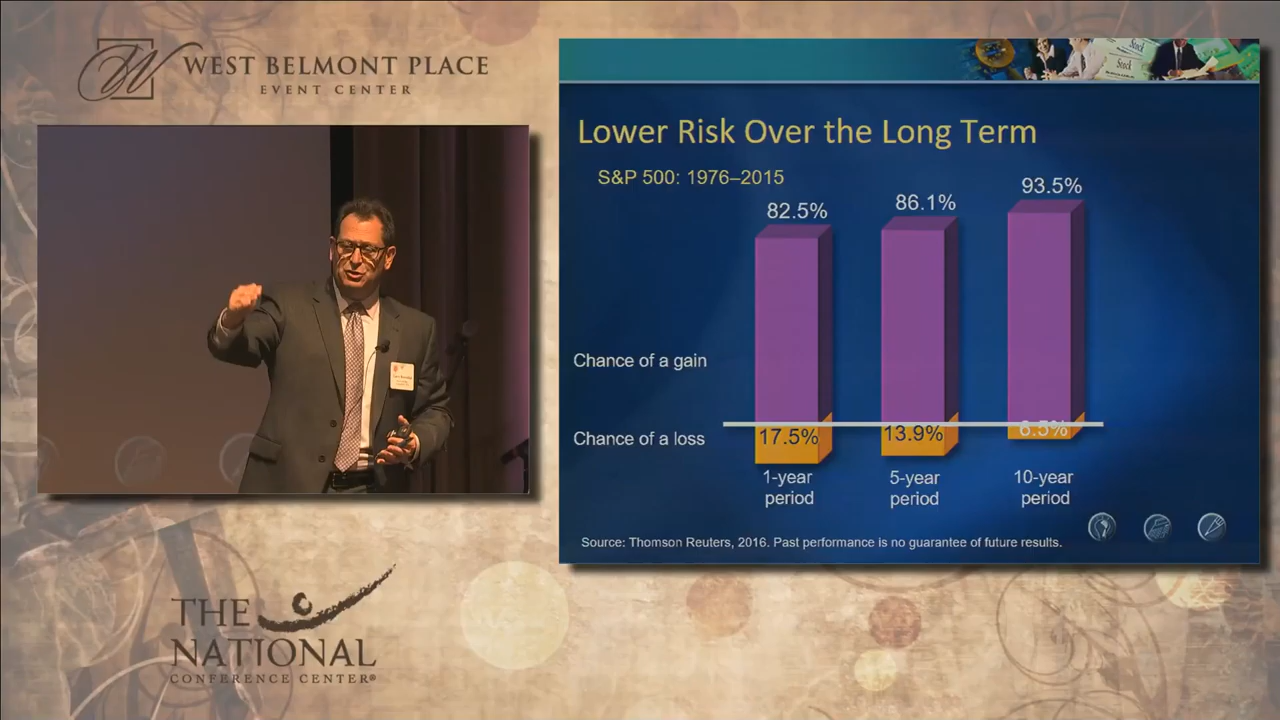 WEST BELMONT PLACE
EVENT CENTER
THE
NATIONAL
CONFERENCE CENTER®
Stock
Stock
Lower Risk Over the Long Term
S&P 500: 1976–2015
82.5%
86.1%
93.5%
Chance of a gain
Chance of a loss
17.5%
13.9%
6.5%
1-year
period
5-year
period
10-year
period
Source: Thomson Reuters, 2016. Past performance is no guarantee of future results.